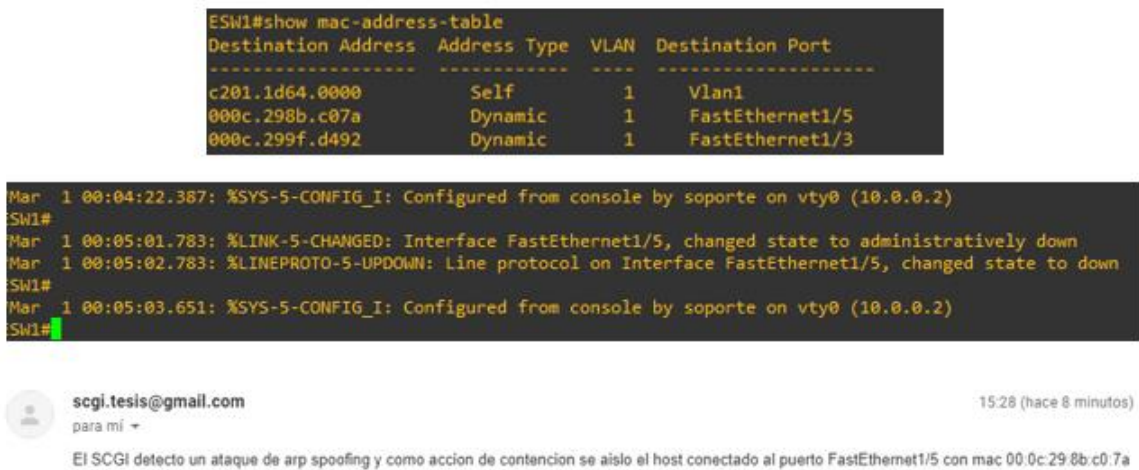 ESW1#show mac-address-table
Destination Address  Address Type  VLAN  Destination Port
-------------------  ------------  ----  --------------------
c201.1d64.0000  Self  1  Vlan1
000c.298b.c07a  Dynamic  1  FastEthernet1/5
000c.299f.d492  Dynamic  1  FastEthernet1/3
Mar  1 00:04:22.387: %SYS-5-CONFIG_I: Configured from console by soporte on vty0 (10.0.0.2)
ESW1#
Mar  1 00:05:01.783: %LINK-5-CHANGED: Interface FastEthernet1/5, changed state to administratively down
Mar  1 00:05:02.783: %LINEPROTO-5-UPDOWN: Line protocol on Interface FastEthernet1/5, changed state to down
ESW1#
Mar  1 00:05:03.651: %SYS-5-CONFIG_I: Configured from console by soporte on vty0 (10.0.0.2)
ESW1#
scgi.tesis@gmail.com 15:28 (hace 8 minutos)
para mí
El SCGI detecto un ataque de arp spoofing y como accion de contencion se aislo el host conectado al puerto FastEthernet1/5 con mac 00:0c:29:8b:c0:7a